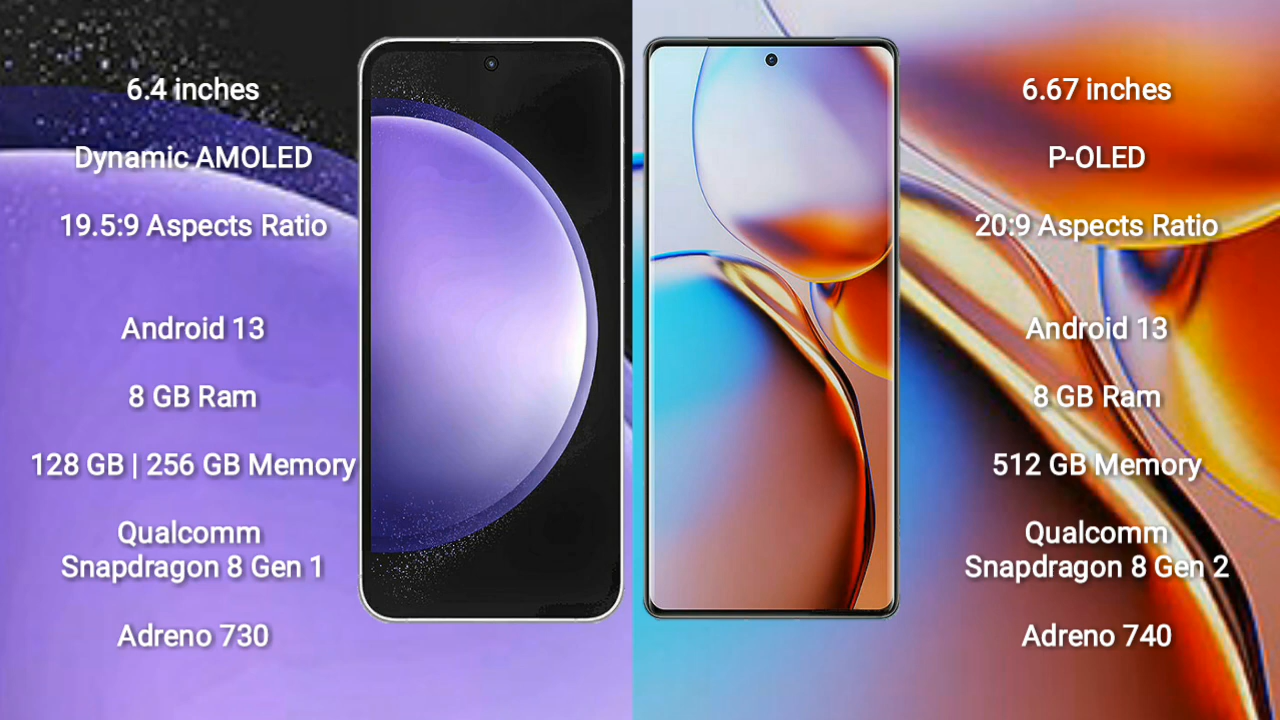 6.4 inches
Dynamic AMOLED
19.5:9 Aspects Ratio
Android 13
8 GB Ram
128 GB | 256 GB Memory
Qualcomm
Snapdragon 8 Gen 1
Adreno 730
6.67 inches
P-OLED
20:9 Aspects Ratio
Android 13
8 GB Ram
512 GB Memory
Qualcomm
Snapdragon 8 Gen 2
Adreno 740